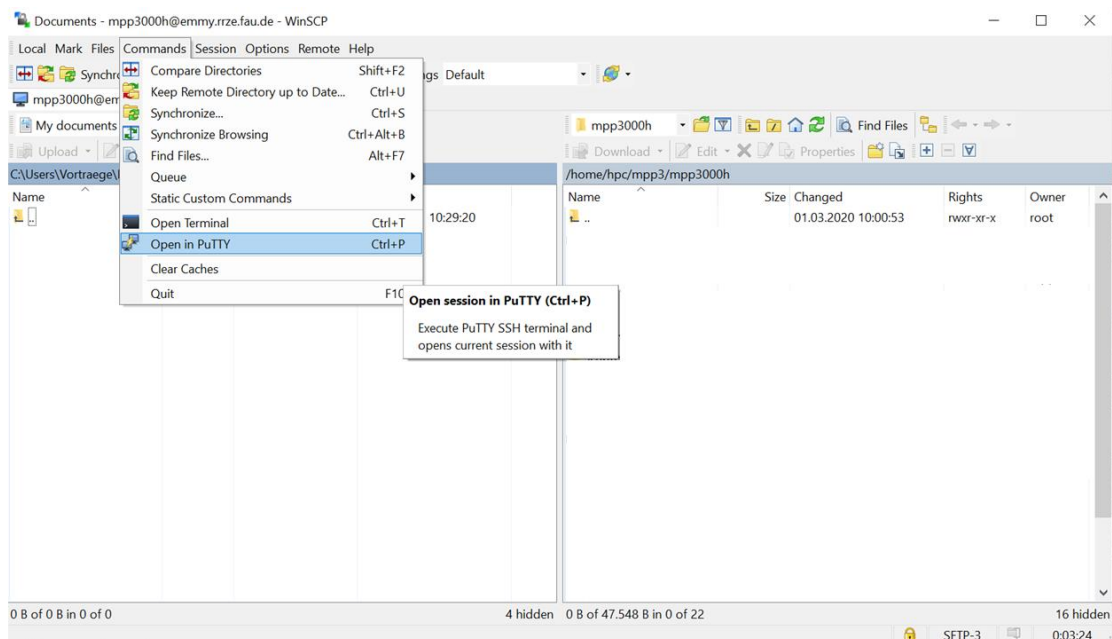 Documents - mpp3000h@emmy.rrze.fau.de - WinSCP
Local Mark Files Commands Session Options Remote Help
Synchro
gs Default
mpp3000h@em
My documents
Upload
C:\Users\Vortraege\
Name
..
10:29:20
Compare Directories Shift+F2
Keep Remote Directory up to Date... Ctrl+U
Synchronize... Ctrl+S
Synchronize Browsing Ctrl+Alt+B
Find Files... Alt+F7
Queue
Static Custom Commands
Open Terminal Ctrl+T
Open in PuTTY Ctrl+P
Clear Caches
Quit F10
Open session in PuTTY (Ctrl+P)
Execute PuTTY SSH terminal and
opens current session with it
mpp3000h Find Files
Download Edit Properties
/home/hpc/mpp3/mpp3000h
Name Size Changed Rights Owner
.. 01.03.2020 10:00:53 rwxr-xr-x root
0 B of 0 B in 0 of 0 4 hidden
0 B of 47.548 B in 0 of 22 16 hidden
SFTP-3 0:03:24